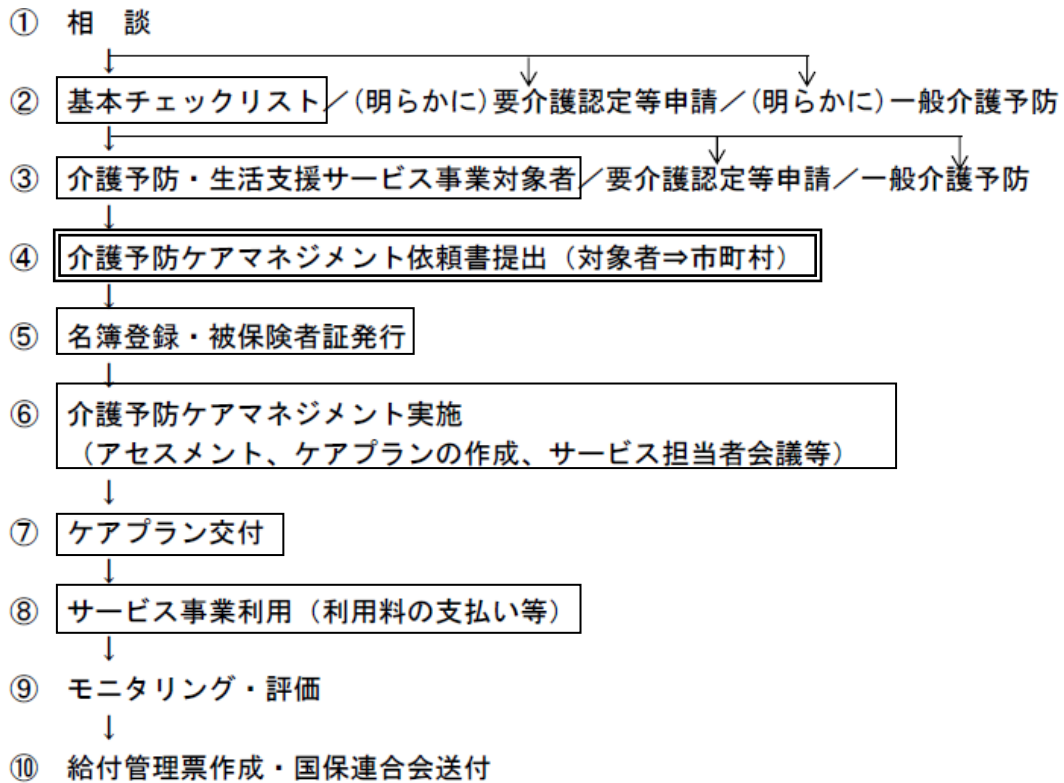 ① 相 談
↓
② 基本チェックリスト／(明らかに)要介護認定等申請／(明らかに)一般介護予防
↓
③ 介護予防・生活支援サービス事業対象者／要介護認定等申請／一般介護予防
↓
④ 介護予防ケアマネジメント依頼書提出（対象者⇒市町村）
↓
⑤ 名簿登録・被保険者証発行
↓
⑥ 介護予防ケアマネジメント実施
（アセスメント、ケアプランの作成、サービス担当者会議等）
↓
⑦ ケアプラン交付
↓
⑧ サービス事業利用（利用料の支払い等）
↓
⑨ モニタリング・評価
↓
⑩ 給付管理票作成・国保連合会送付